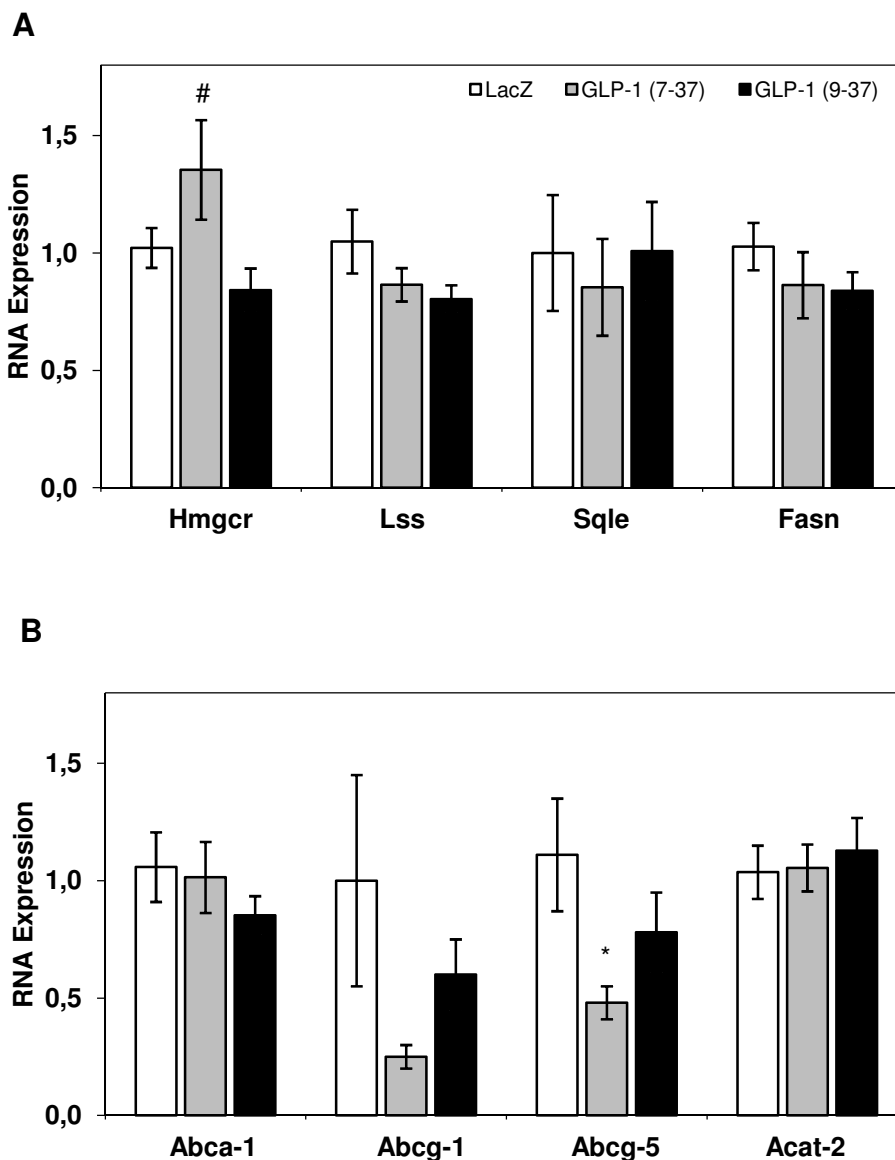 A
#
LacZ GLP-1 (7-37) GLP-1 (9-37)
RNA Expression
1,5
1,0
0,5
0,0
Hmgcr Lss Sqle Fasn
B
RNA Expression
1,5
1,0
0,5
0,0
*
Abca-1 Abcg-1 Abcg-5 Acat-2